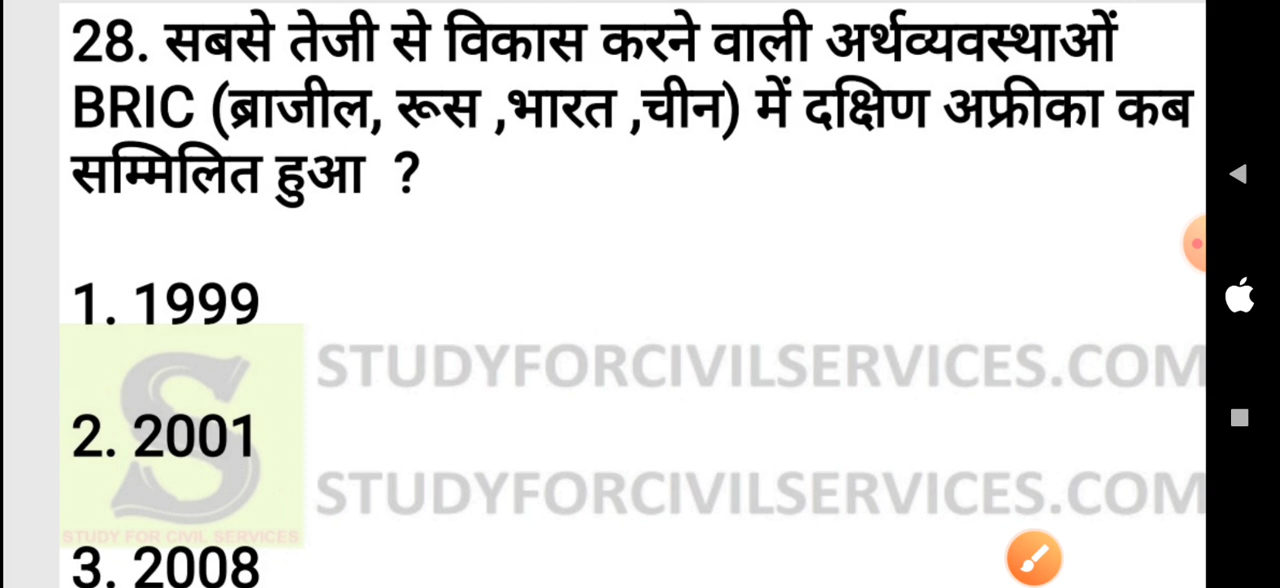 28. सबसे तेजी से विकास करने वाली अर्थव्यवस्थाओं
BRIC (ब्राजील, रूस ,भारत ,चीन) में दक्षिण अफ्रीका कब
सम्मिलित हुआ ?
1. 1999
STUDYFORCIVILSERVICES.COM
2. 2001
STUDYFORCIVILSERVICES.COM
STUDY FOR CIVIL SERVICES
3. 2008